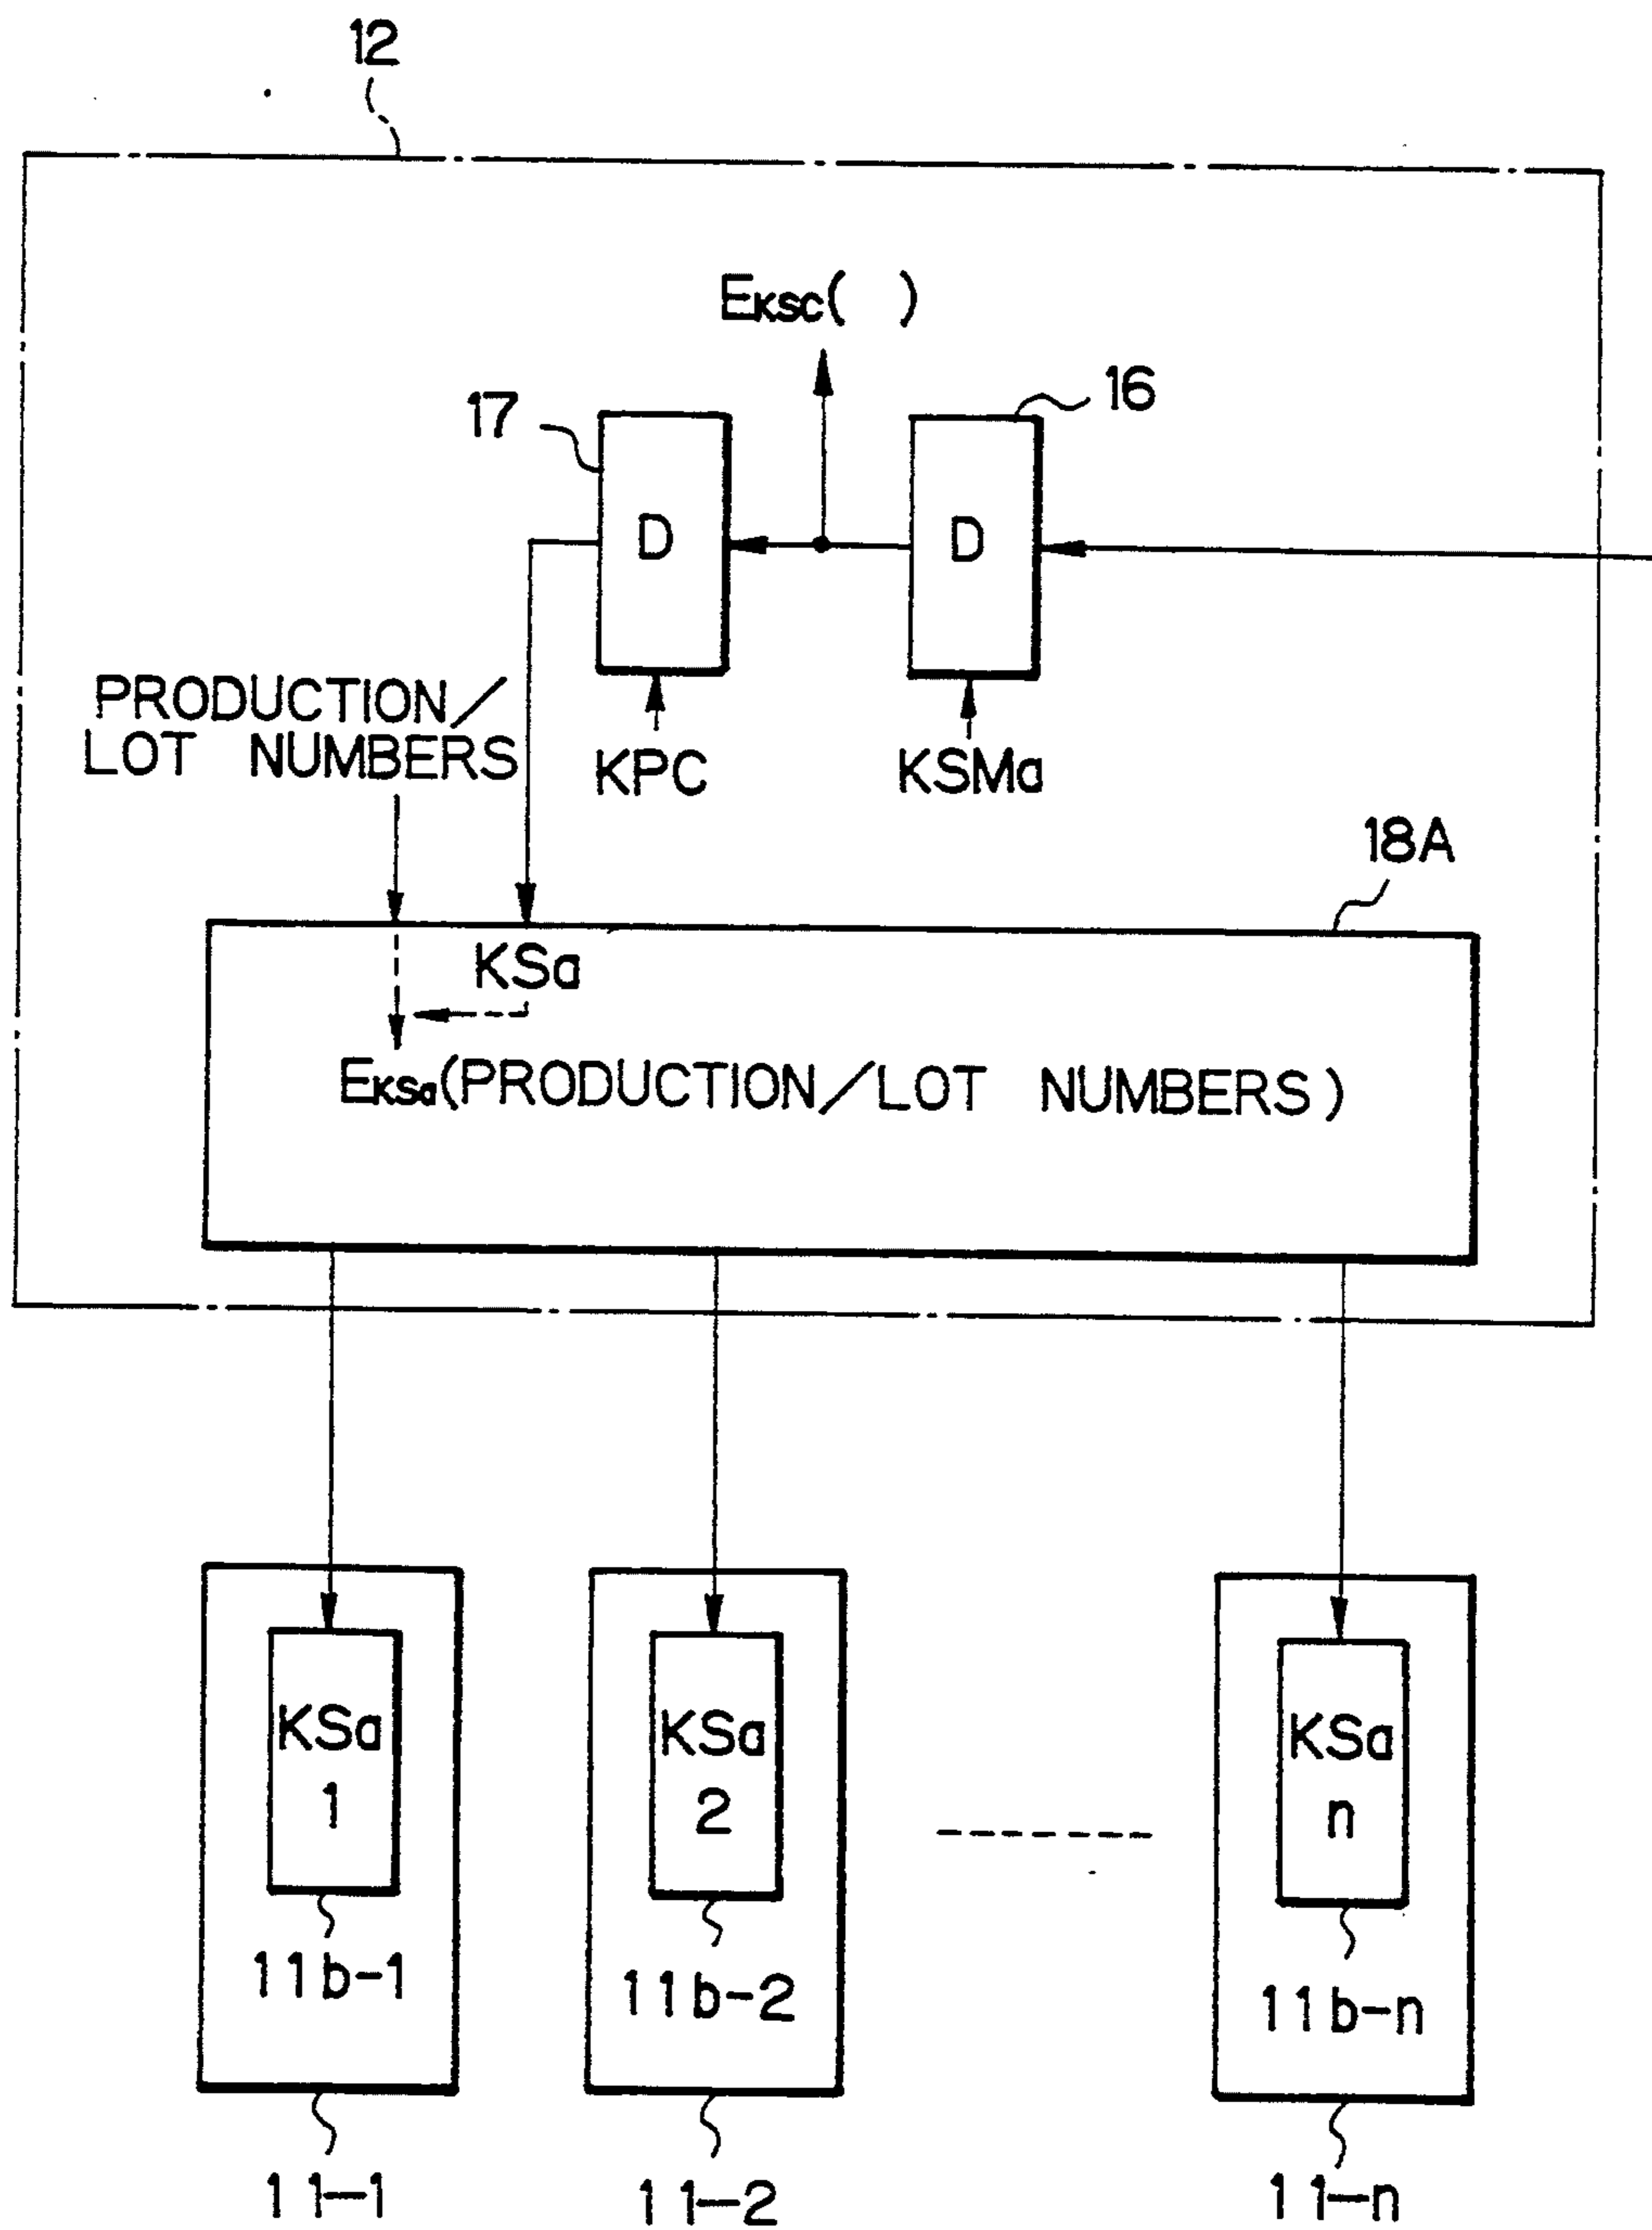 12
EKSC( )
17
16
D
D
PRODUCTION/
LOT NUMBERS
KPC
KSMa
18A
KSa
EKSa(PRODUCTION/LOT NUMBERS)
KSa
1
KSa
2
KSa
n
11b-1
11b-2
11b-n
11-1
11-2
11-n